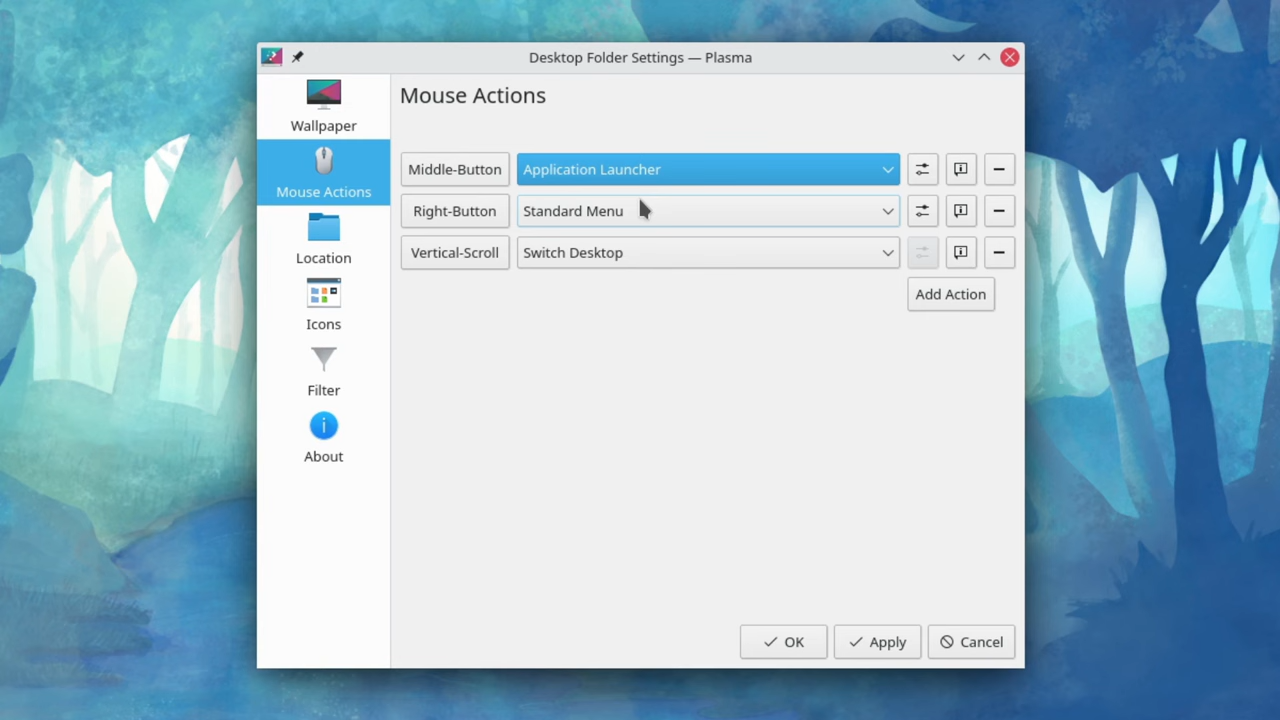 Desktop Folder Settings — Plasma
Wallpaper
Mouse Actions
Location
Icons
Filter
About
Mouse Actions
Middle-Button Application Launcher
Right-Button Standard Menu
Vertical-Scroll Switch Desktop
Add Action
OK Apply Cancel